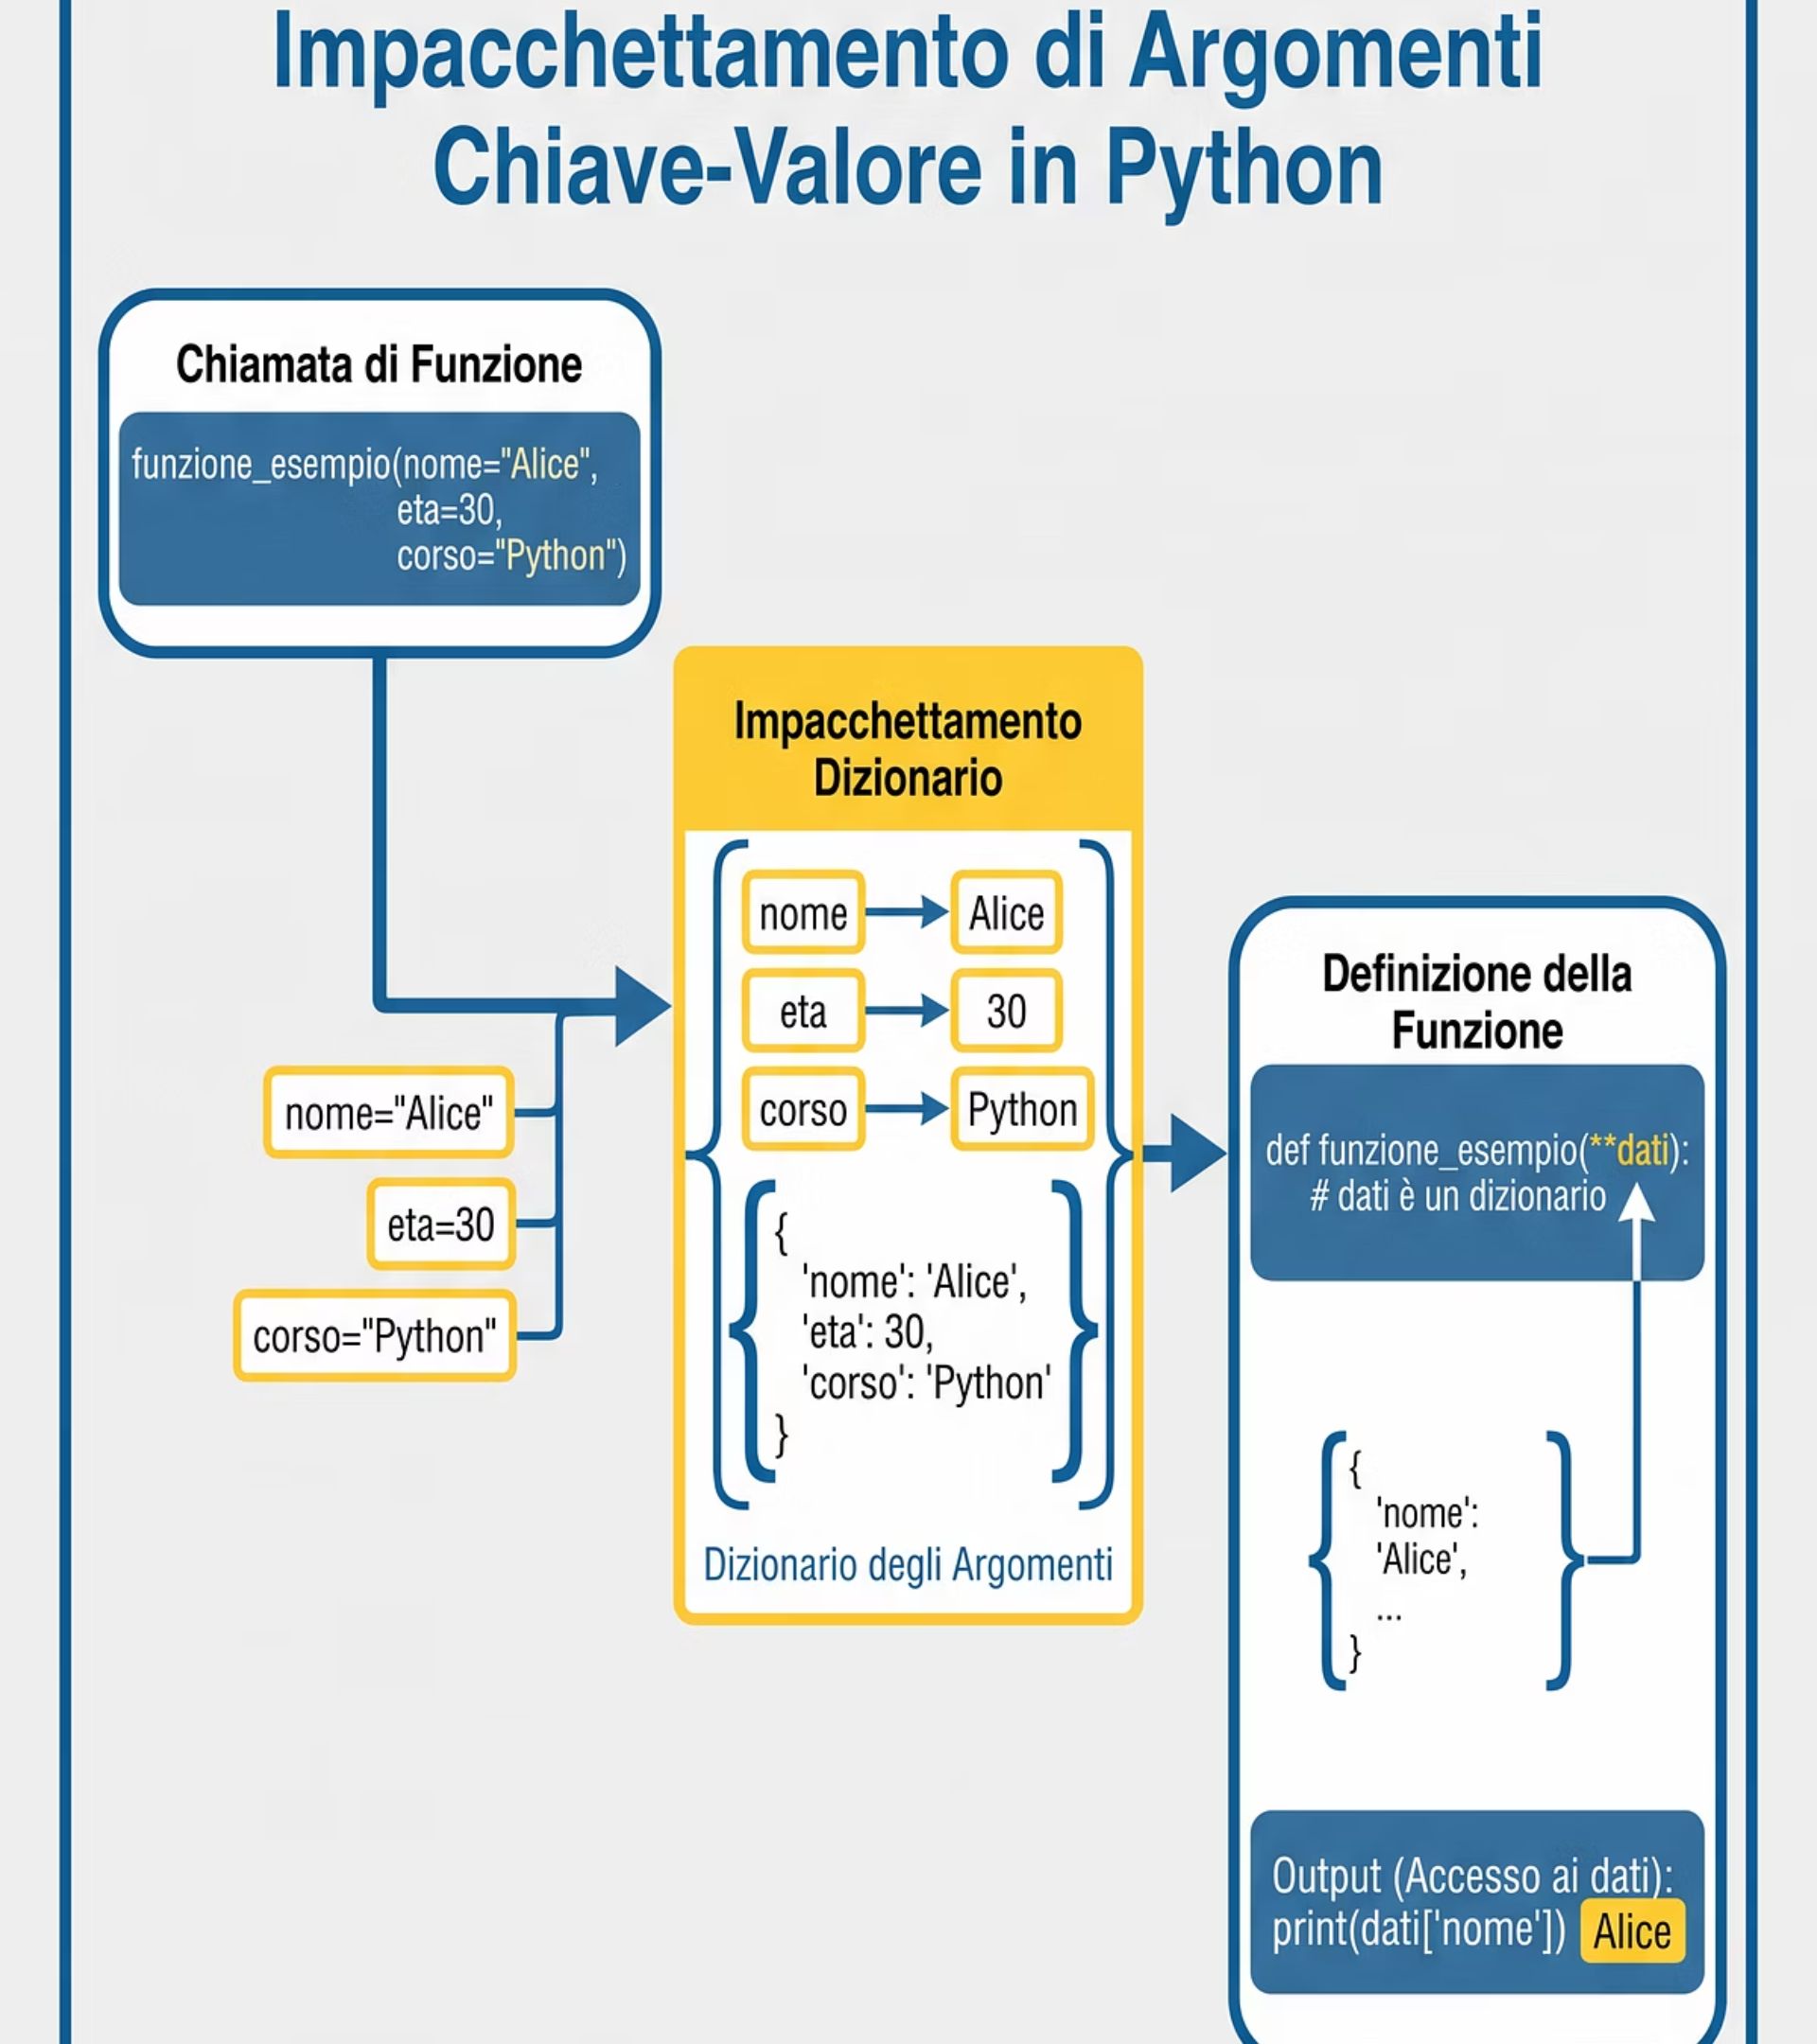 Impacchettamento di Argomenti
Chiave-Valore in Python
Chiamata di Funzione
funzione_esempio(nome="Alice",
eta=30,
corso="Python")
nome="Alice"
eta=30
corso="Python"
Impacchettamento
Dizionario
nome Alice
eta 30
corso Python
{
'nome': 'Alice',
'eta': 30,
'corso': 'Python'
}
Dizionario degli Argomenti
Definizione della
Funzione
def funzione_esempio(**dati):
# dati è un dizionario
{
'nome':
'Alice',
...
}
Output (Accesso ai dati):
print(dati['nome']) Alice